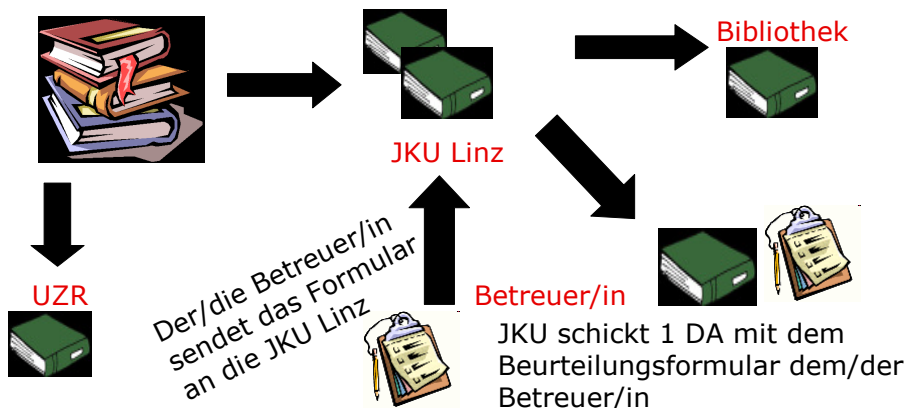 Bibliothek
JKU Linz
UZR
Der/die Betreuer/in
sendet das Formular
an die JKU Linz
Betreuer/in
JKU schickt 1 DA mit dem
Beurteilungsformular dem/der
Betreuer/in